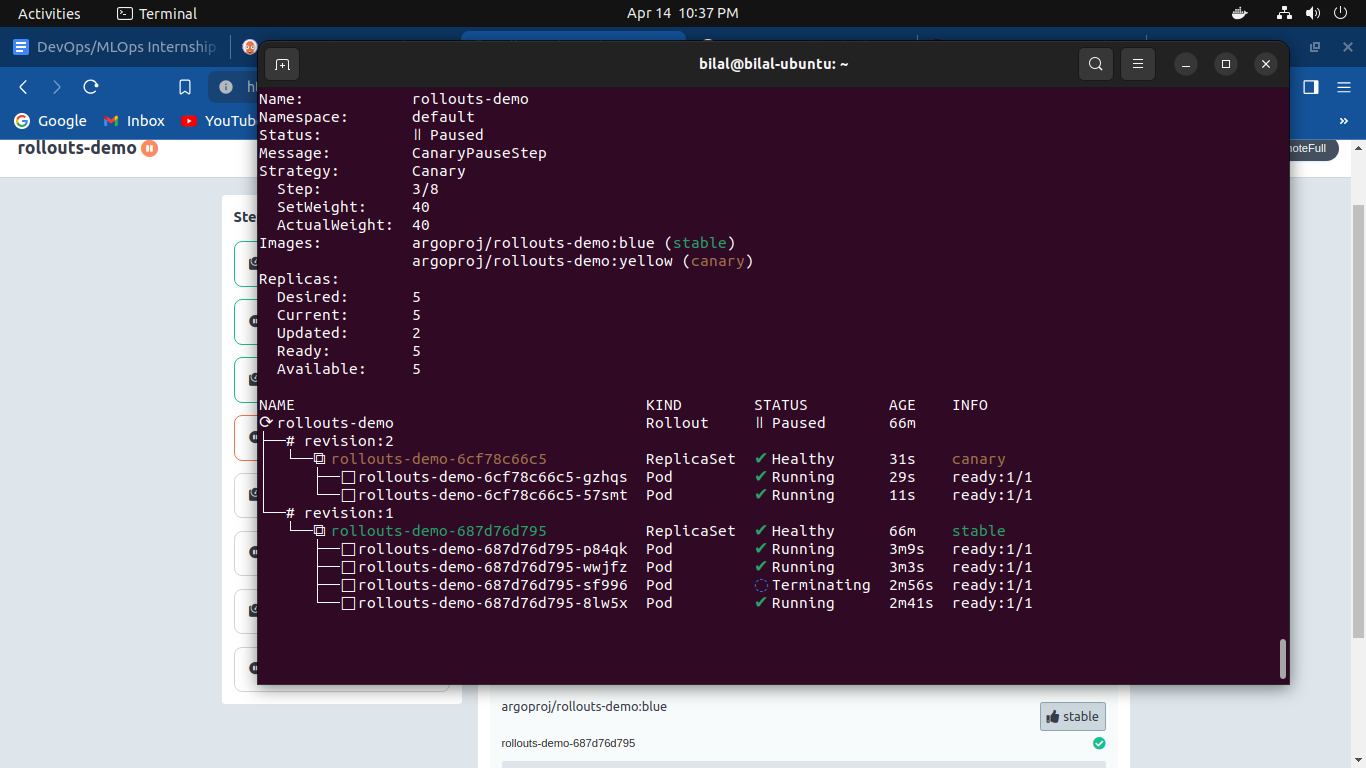 Activities Terminal Apr 14 10:37 PM
DevOps/MLOps Internship
bilal@bilal-ubuntu: ~
Google Inbox YouTub
»
rollouts-demo
noteFull
Ste
Name: rollouts-demo
Namespace: default
Status: ॥ Paused
Message: CanaryPauseStep
Strategy: Canary
Step: 3/8
SetWeight: 40
ActualWeight: 40
Images: argoproj/rollouts-demo:blue (stable)
argoproj/rollouts-demo:yellow (canary)
Replicas:
Desired: 5
Current: 5
Updated: 2
Ready: 5
Available: 5
NAME KIND STATUS AGE INFO
⟳ rollouts-demo Rollout ॥ Paused 66m
├──# revision:2
│ └──⧉ rollouts-demo-6cf78c66c5 ReplicaSet ✔ Healthy 31s canary
│ ├──□ rollouts-demo-6cf78c66c5-gzhqs Pod ✔ Running 29s ready:1/1
│ └──□ rollouts-demo-6cf78c66c5-57smt Pod ✔ Running 11s ready:1/1
└──# revision:1
└──⧉ rollouts-demo-687d76d795 ReplicaSet ✔ Healthy 66m stable
├──□ rollouts-demo-687d76d795-p84qk Pod ✔ Running 3m9s ready:1/1
├──□ rollouts-demo-687d76d795-wwjfz Pod ✔ Running 3m3s ready:1/1
├──□ rollouts-demo-687d76d795-sf996 Pod ◌ Terminating 2m56s ready:1/1
└──□ rollouts-demo-687d76d795-8lw5x Pod ✔ Running 2m41s ready:1/1
argoproj/rollouts-demo:blue
stable
rollouts-demo-687d76d795